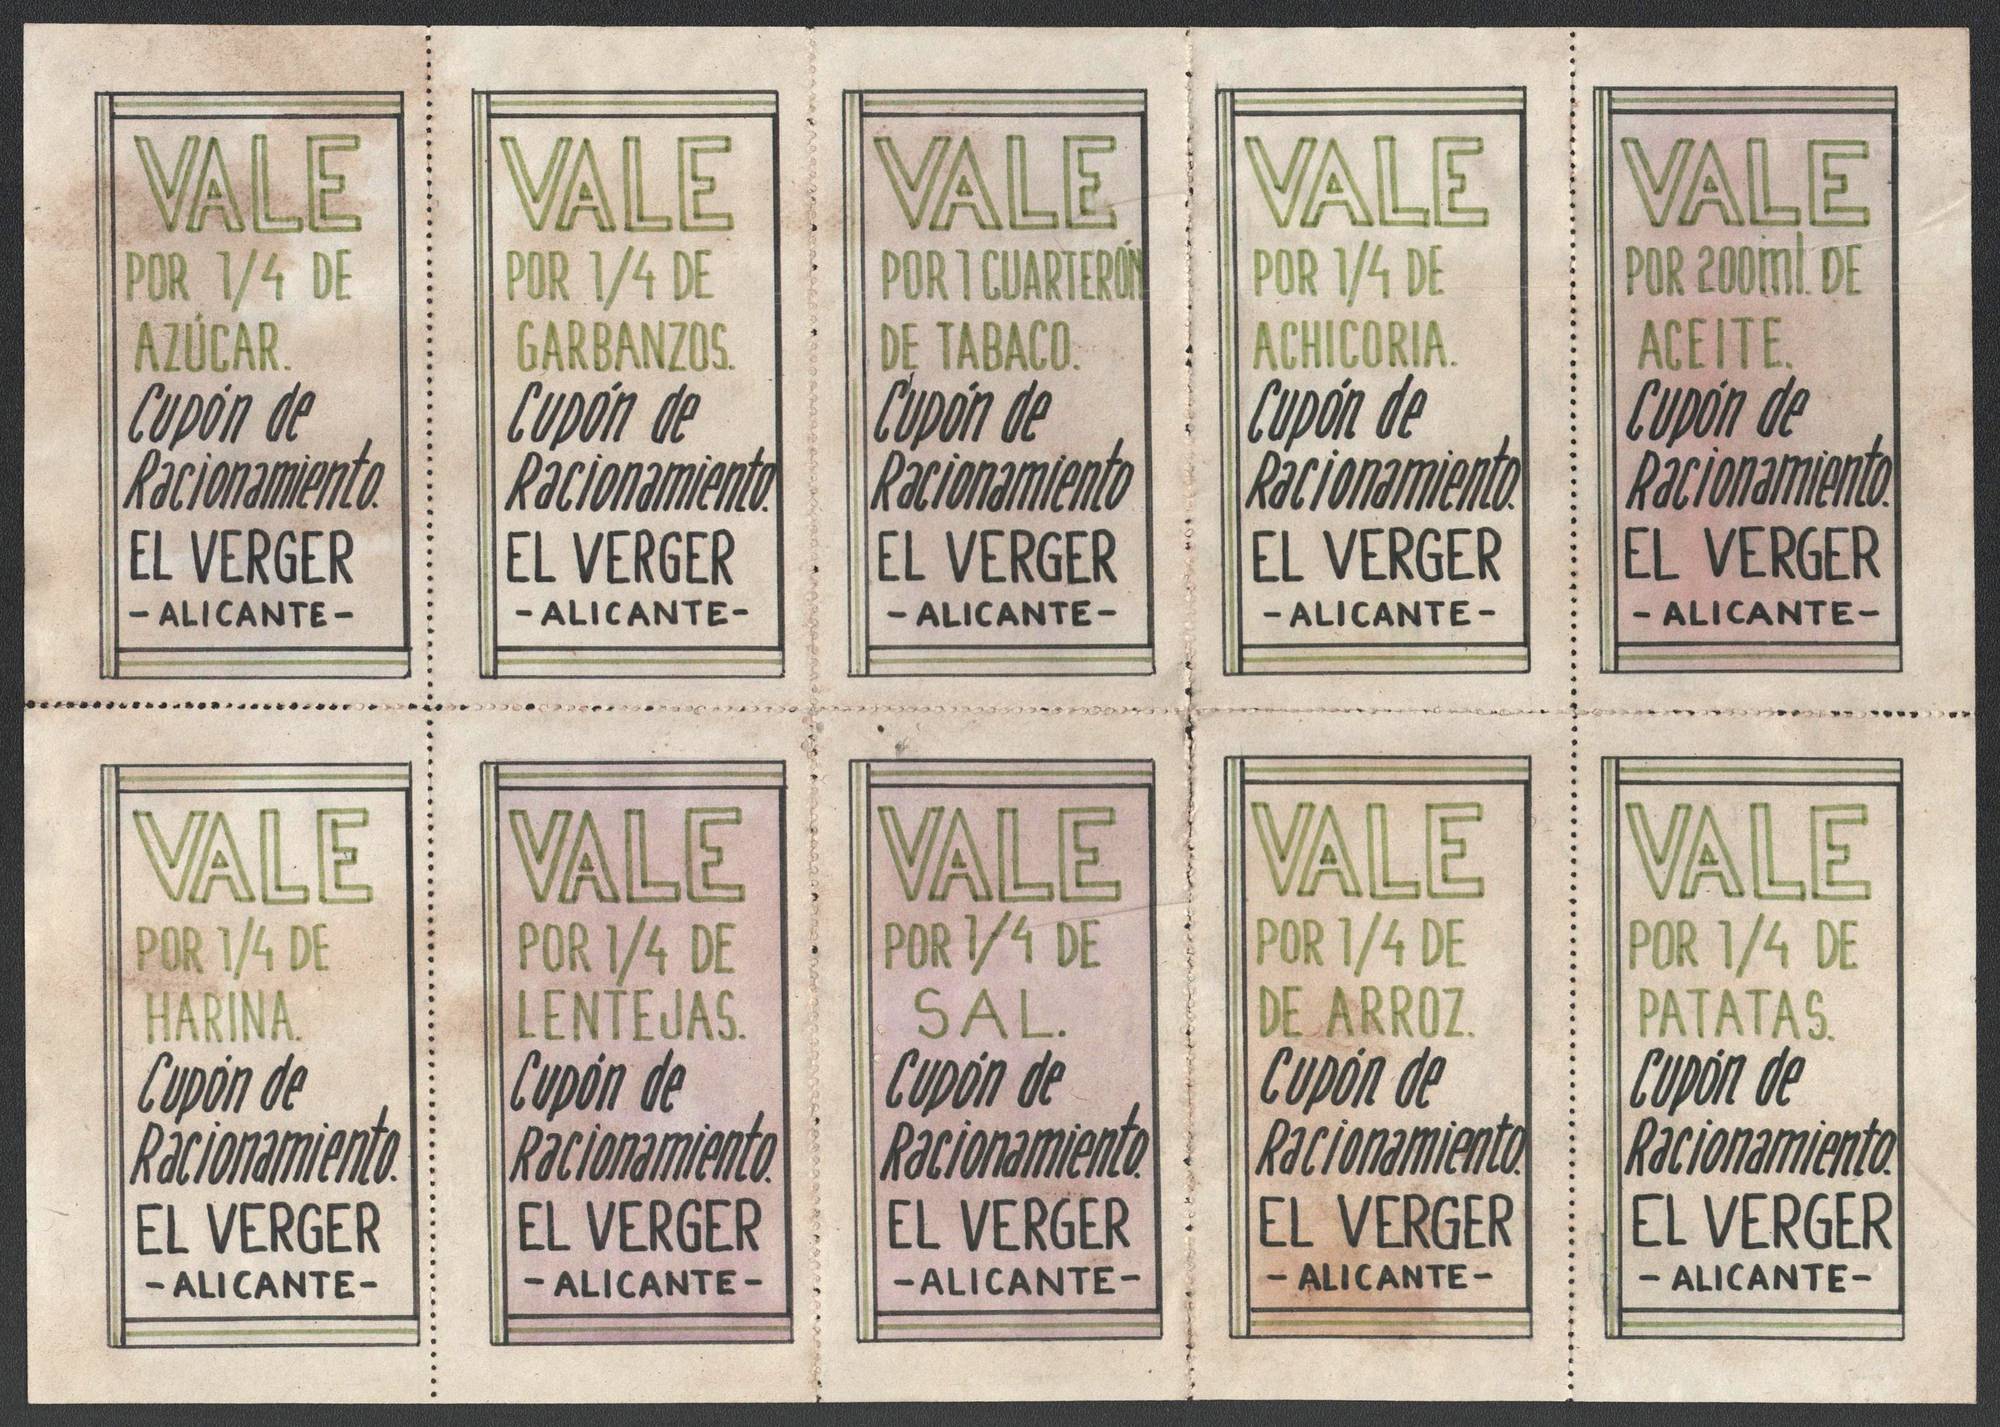 VALE
POR 1/4 DE
AZÚCAR.
Cupón de
Racionamiento.
EL VERGER
-ALICANTE-
VALE
POR 1/4 DE
GARBANZOS.
Cupón de
Racionamiento.
EL VERGER
-ALICANTE-
VALE
POR 1 CUARTERÓN
DE TABACO.
Cupón de
Racionamiento
EL VERGER
-ALICANTE-
VALE
POR 1/4 DE
ACHICORIA.
Cupón de
Racionamiento.
EL VERGER
-ALICANTE-
VALE
POR 200ml. DE
ACEITE.
Cupón de
Racionamiento.
EL VERGER
-ALICANTE-
VALE
POR 1/4 DE
HARINA.
Cupón de
Racionamiento.
EL VERGER
-ALICANTE-
VALE
POR 1/4 DE
LENTEJAS.
Cupón de
Racionamiento.
EL VERGER
-ALICANTE-
VALE
POR 1/4 DE
SAL.
Cupón de
Racionamiento.
EL VERGER
-ALICANTE-
VALE
POR 1/4 DE
DE ARROZ.
Cupón de
Racionamiento.
EL VERGER
-ALICANTE-
VALE
POR 1/4 DE
PATATAS.
Cupón de
Racionamiento.
EL VERGER
-ALICANTE-